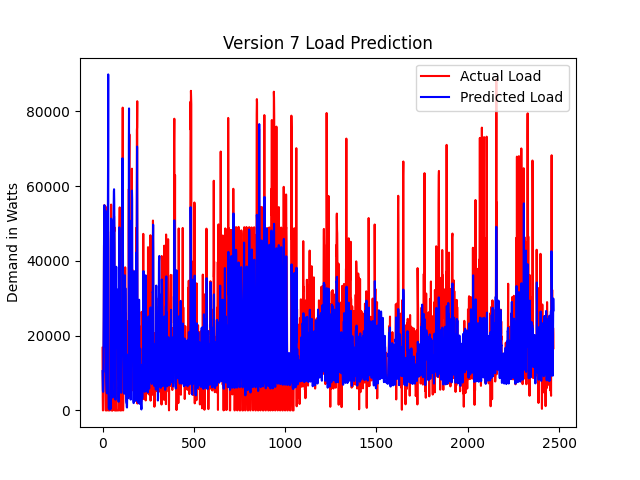 Version 7 Load Prediction
Actual Load
Predicted Load
Demand in Watts
80000
60000
40000
20000
0
0 500 1000 1500 2000 2500